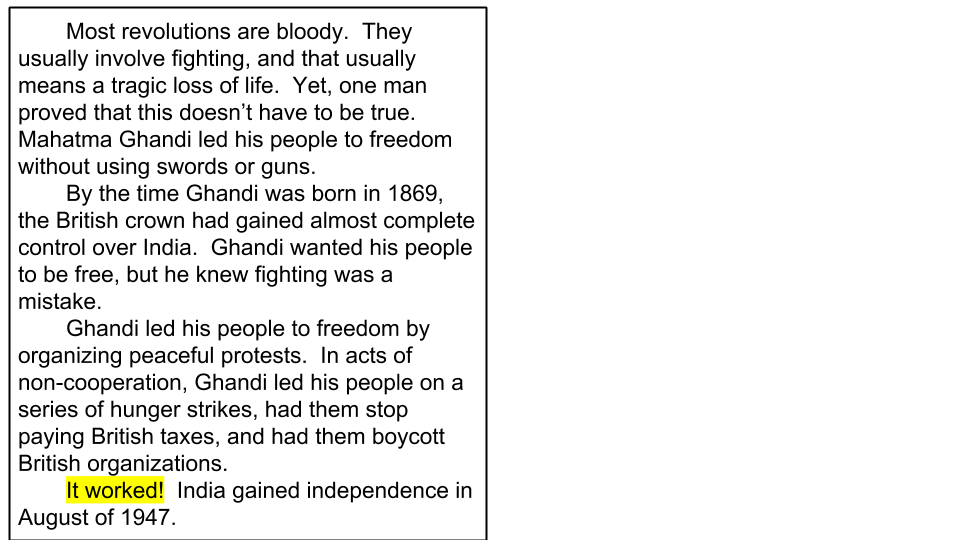 Most revolutions are bloody.  They
usually involve fighting, and that usually
means a tragic loss of life.  Yet, one man
proved that this doesn’t have to be true.
Mahatma Ghandi led his people to freedom
without using swords or guns.
By the time Ghandi was born in 1869,
the British crown had gained almost complete
control over India.  Ghandi wanted his people
to be free, but he knew fighting was a
mistake.
Ghandi led his people to freedom by
organizing peaceful protests.  In acts of
non-cooperation, Ghandi led his people on a
series of hunger strikes, had them stop
paying British taxes, and had them boycott
British organizations.
It worked!  India gained independence in
August of 1947.